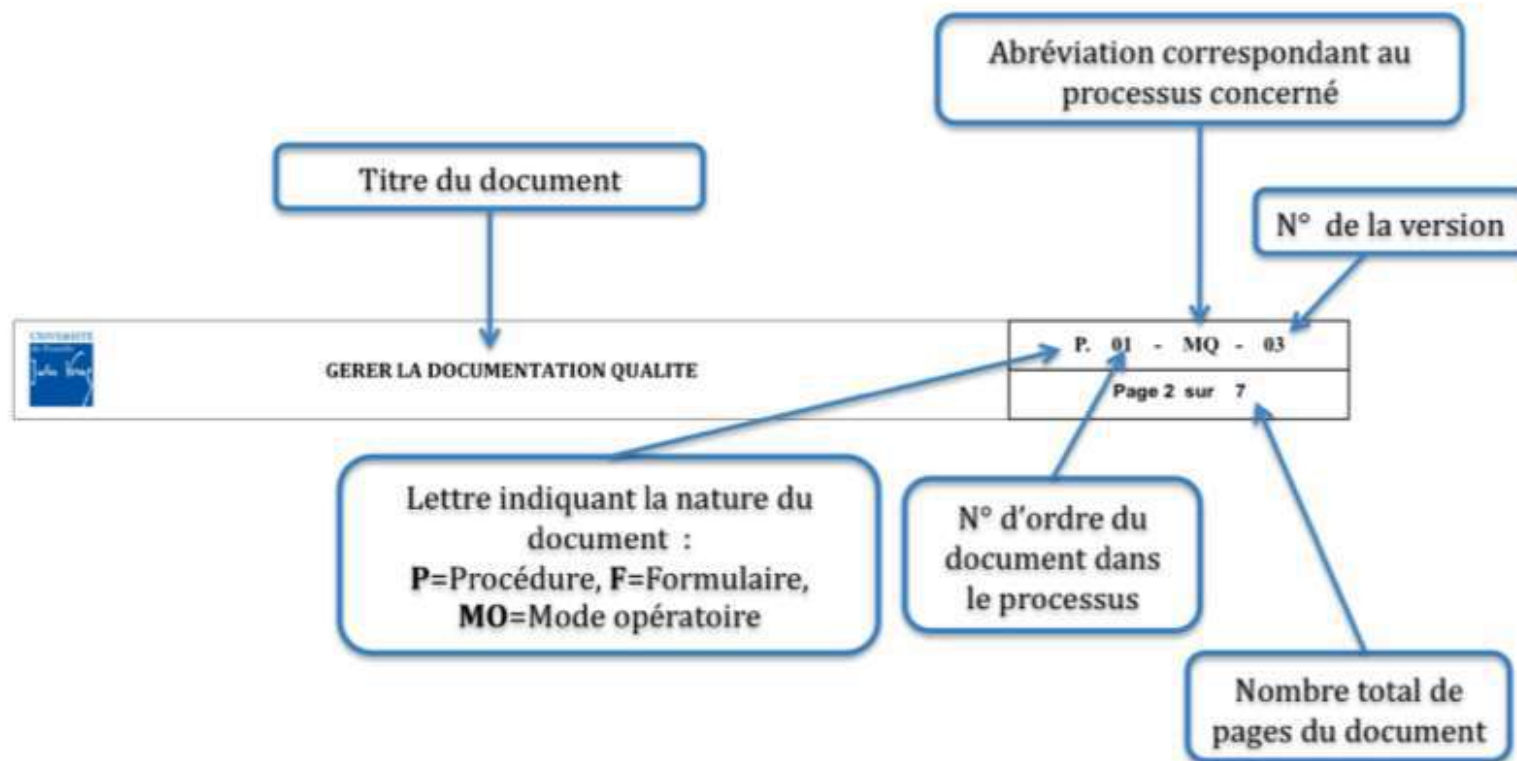 Abréviation correspondant au
processus concerné
Titre du document
N° de la version
UNIVERSITÉ
GERER LA DOCUMENTATION QUALITE
P. 01 - MQ - 03
Page 2 sur 7
Lettre indiquant la nature du
document :
P=Procédure, F=Formulaire,
MO=Mode opératoire
N° d'ordre du
document dans
le processus
Nombre total de
pages du document